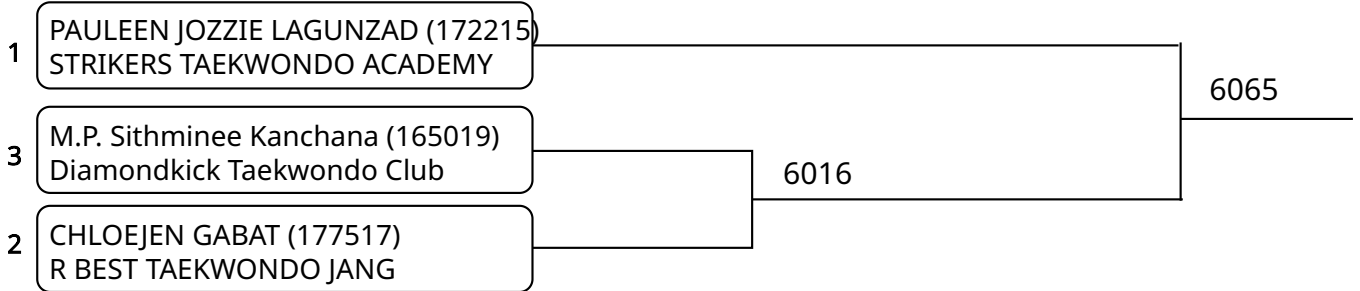 1
PAULEEN JOZZIE LAGUNZAD (172215)
STRIKERS TAEKWONDO ACADEMY
6065
3
M.P. Sithminee Kanchana (165019)
Diamondkick Taekwondo Club
6016
2
CHLOEJEN GABAT (177517)
R BEST TAEKWONDO JANG